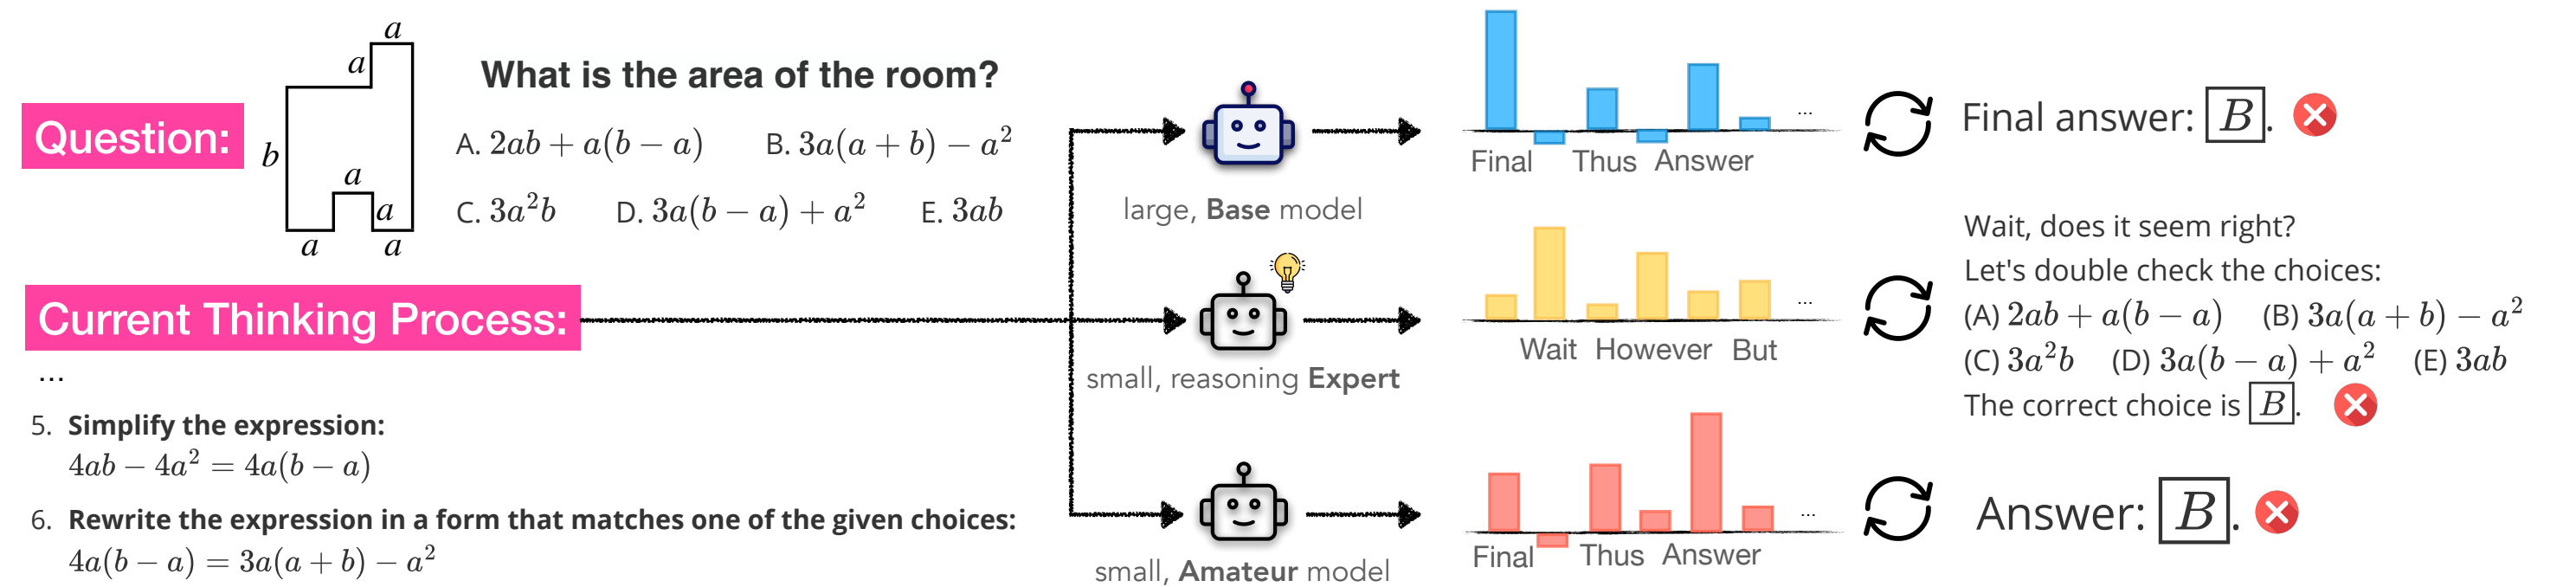 a
a
b
a
a
a
a
Question:
What is the area of the room?
A. 2ab + a(b − a) B. 3a(a + b) − a²
C. 3a²b D. 3a(b − a) + a² E. 3ab
Current Thinking Process:
...
5. Simplify the expression:
4ab − 4a² = 4a(b − a)
6. Rewrite the expression in a form that matches one of the given choices:
4a(b − a) = 3a(a + b) − a²
large, Base model
...
Final Thus Answer
Final answer: B.
small, reasoning Expert
...
Wait However But
Wait, does it seem right?
Let's double check the choices:
(A) 2ab + a(b − a) (B) 3a(a + b) − a²
(C) 3a²b (D) 3a(b − a) + a² (E) 3ab
The correct choice is B.
small, Amateur model
...
Final Thus Answer
Answer: B.